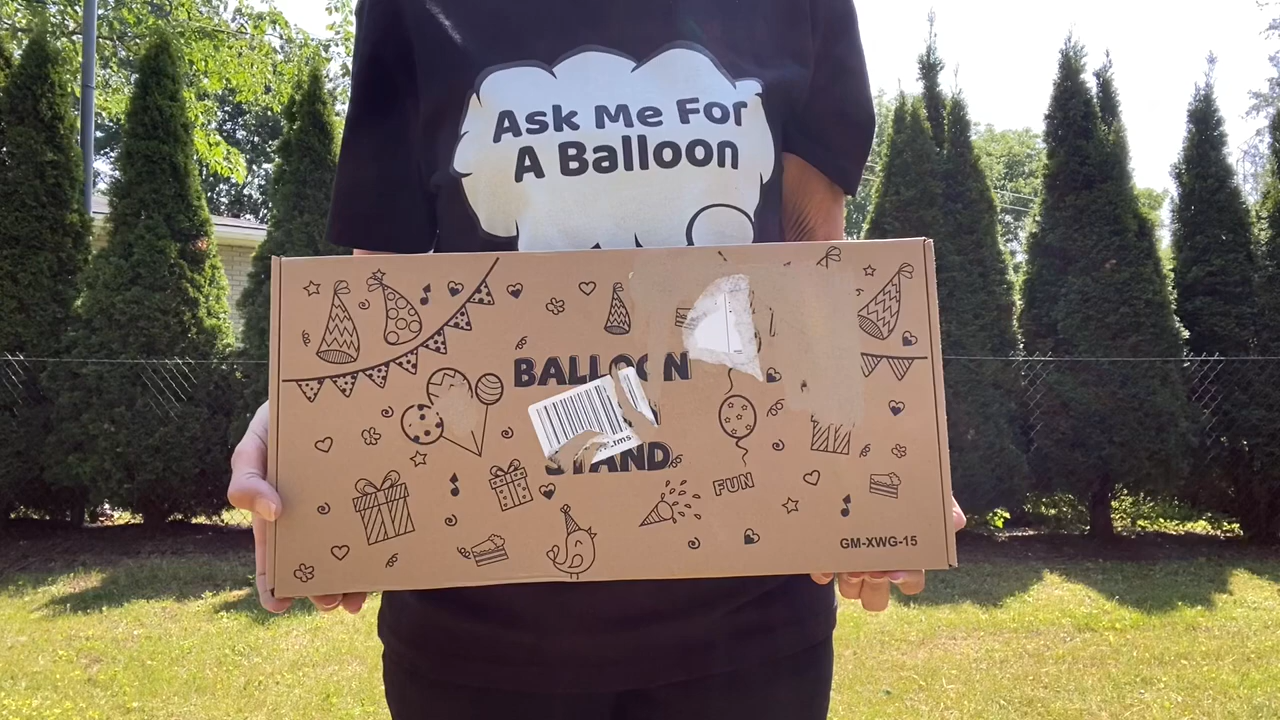 Ask Me For
A Balloon
BALLOON
STAND
FUN
GM-XWG-15